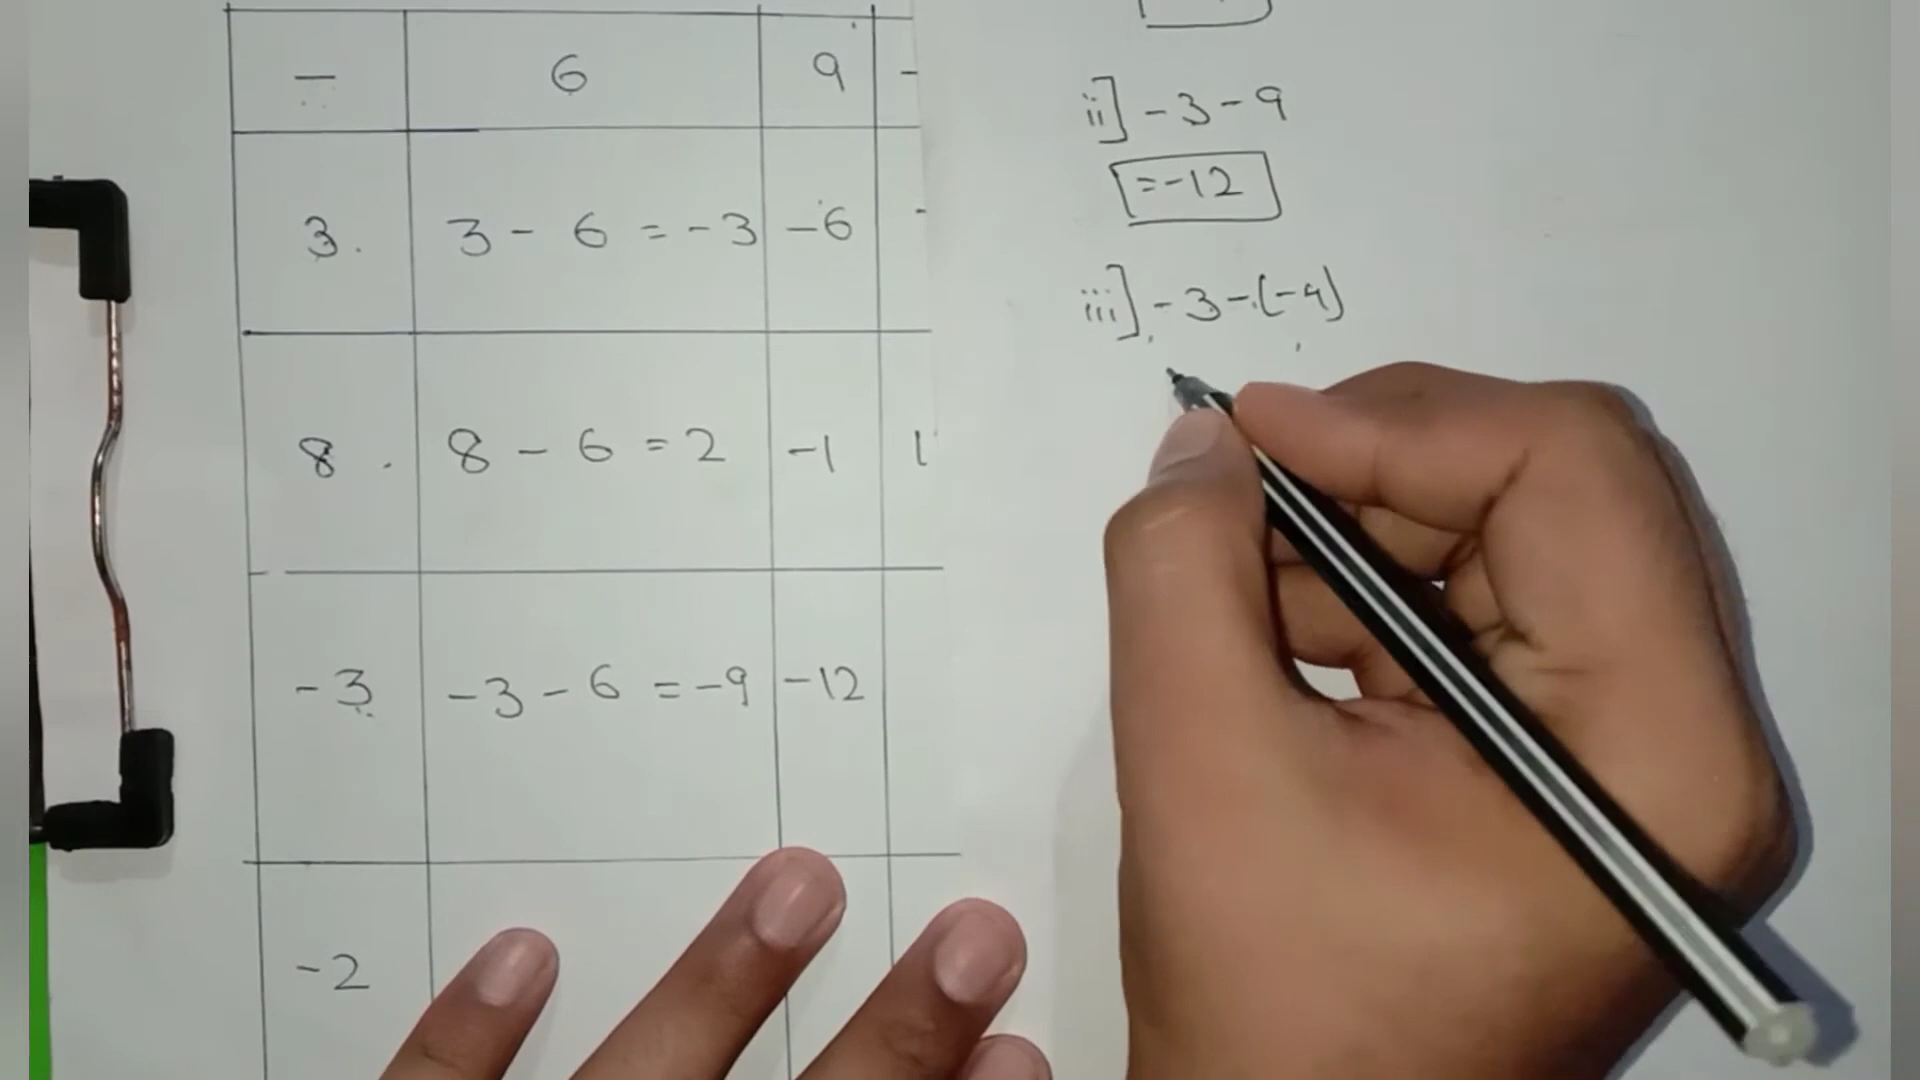 — 6 9 -
3. 3 - 6 = -3 -6 -
8. 8 - 6 = 2 -1 1
-3 -3 - 6 = -9 -12
-2
ii] -3-9
=-12
iii] -3-(-4)